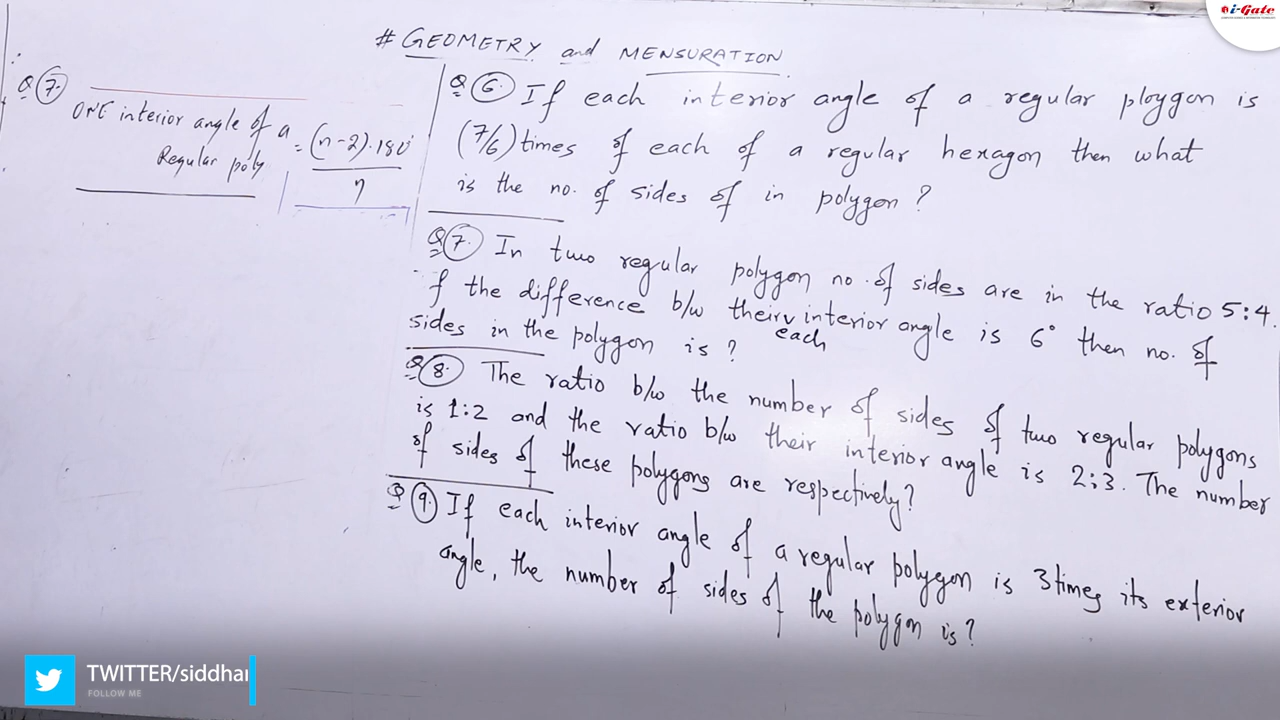 i-Gate
# GEOMETRY and MENSURATION
Q 7.
ONE interior angle of a
Regular poly
= (n-2).180°
n
Q 6. If each interior angle of a regular ploygon is
(7/6) times of each of a regular hexagon then what
is the no. of sides of in polygon?
Q 7. In two regular polygon no. of sides are in the ratio 5:4.
if the difference b/w their interior angle is 6° then no. of
each
sides in the polygon is?
Q 8. The ratio b/w the number of sides of two regular polygons
is 1:2 and the ratio b/w their interior angle is 2:3. The number
of sides of these polygons are respectively?
Q 9. If each interior angle of a regular polygon is 3 times its exterior
angle, the number of sides of the polygon is?
TWITTER/siddhar
FOLLOW ME